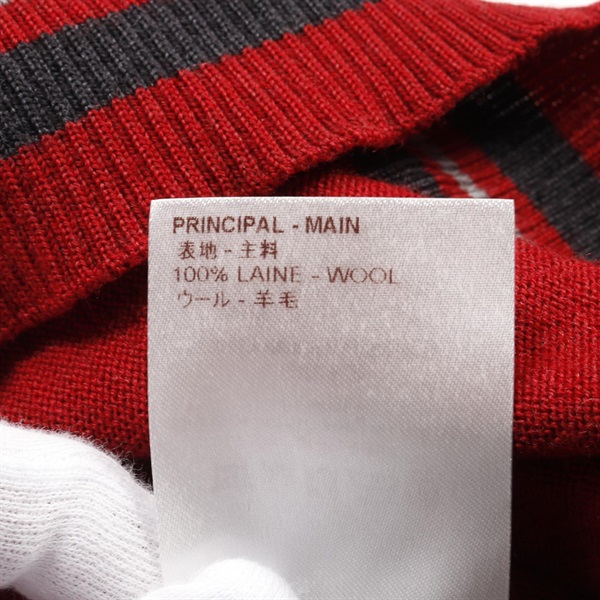 PRINCIPAL - MAIN
表地 - 主料
100% LAINE - WOOL
ウール - 羊毛